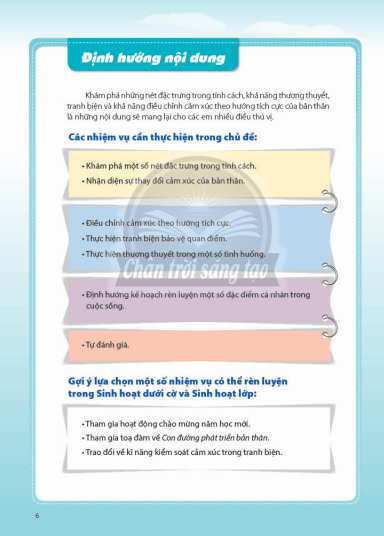 Định hướng nội dung
Khám phá những nét đặc trưng trong tính cách, khả năng thương thuyết,
tranh biện và khả năng điều chỉnh cảm xúc theo hướng tích cực của bản thân
là những nội dung sẽ mang lại cho các em nhiều điều thú vị.
Các nhiệm vụ cần thực hiện trong chủ đề:
• Khám phá một số nét đặc trưng trong tính cách.
• Nhận diện sự thay đổi cảm xúc của bản thân.
• Điều chỉnh cảm xúc theo hướng tích cực.
• Thực hiện tranh biện bảo vệ quan điểm.
• Thực hiện thương thuyết trong một số tình huống.
Chân trời sáng tạo
• Định hướng kế hoạch rèn luyện một số đặc điểm cá nhân trong
cuộc sống.
• Tự đánh giá.
Gợi ý lựa chọn một số nhiệm vụ có thể rèn luyện
trong Sinh hoạt dưới cờ và Sinh hoạt lớp:
• Tham gia hoạt động chào mừng năm học mới.
• Tham gia toạ đàm về Con đường phát triển bản thân.
• Trao đổi về kĩ năng kiểm soát cảm xúc trong tranh biện.
6